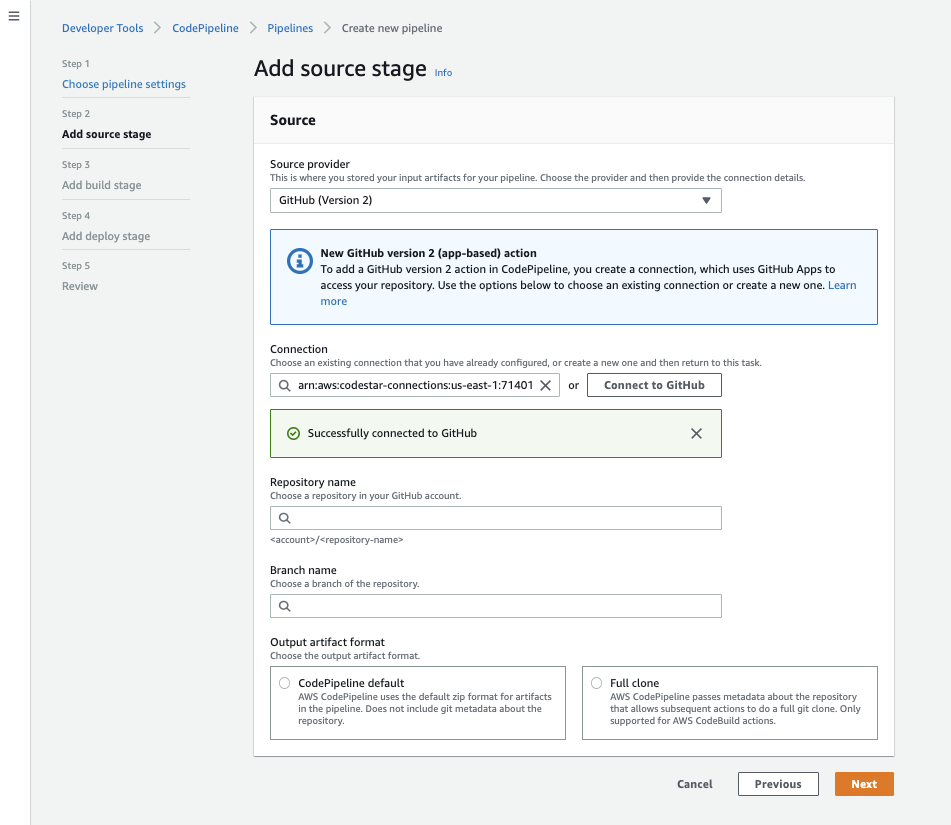 Developer Tools > CodePipeline > Pipelines > Create new pipeline
Step 1
Choose pipeline settings
Step 2
Add source stage
Step 3
Add build stage
Step 4
Add deploy stage
Step 5
Review
Add source stage Info
Source
Source provider
This is where you stored your input artifacts for your pipeline. Choose the provider and then provide the connection details.
GitHub (Version 2)
New GitHub version 2 (app-based) action
To add a GitHub version 2 action in CodePipeline, you create a connection, which uses GitHub Apps to
access your repository. Use the options below to choose an existing connection or create a new one. Learn
more
Connection
Choose an existing connection that you have already configured, or create a new one and then return to this task.
arn:aws:codestar-connections:us-east-1:71401 or Connect to GitHub
Successfully connected to GitHub
Repository name
Choose a repository in your GitHub account.
<account>/<repository-name>
Branch name
Choose a branch of the repository.
Output artifact format
Choose the output artifact format.
CodePipeline default
AWS CodePipeline uses the default zip format for artifacts
in the pipeline. Does not include git metadata about the
repository.
Full clone
AWS CodePipeline passes metadata about the repository
that allows subsequent actions to do a full git clone. Only
supported for AWS CodeBuild actions.
Cancel Previous Next